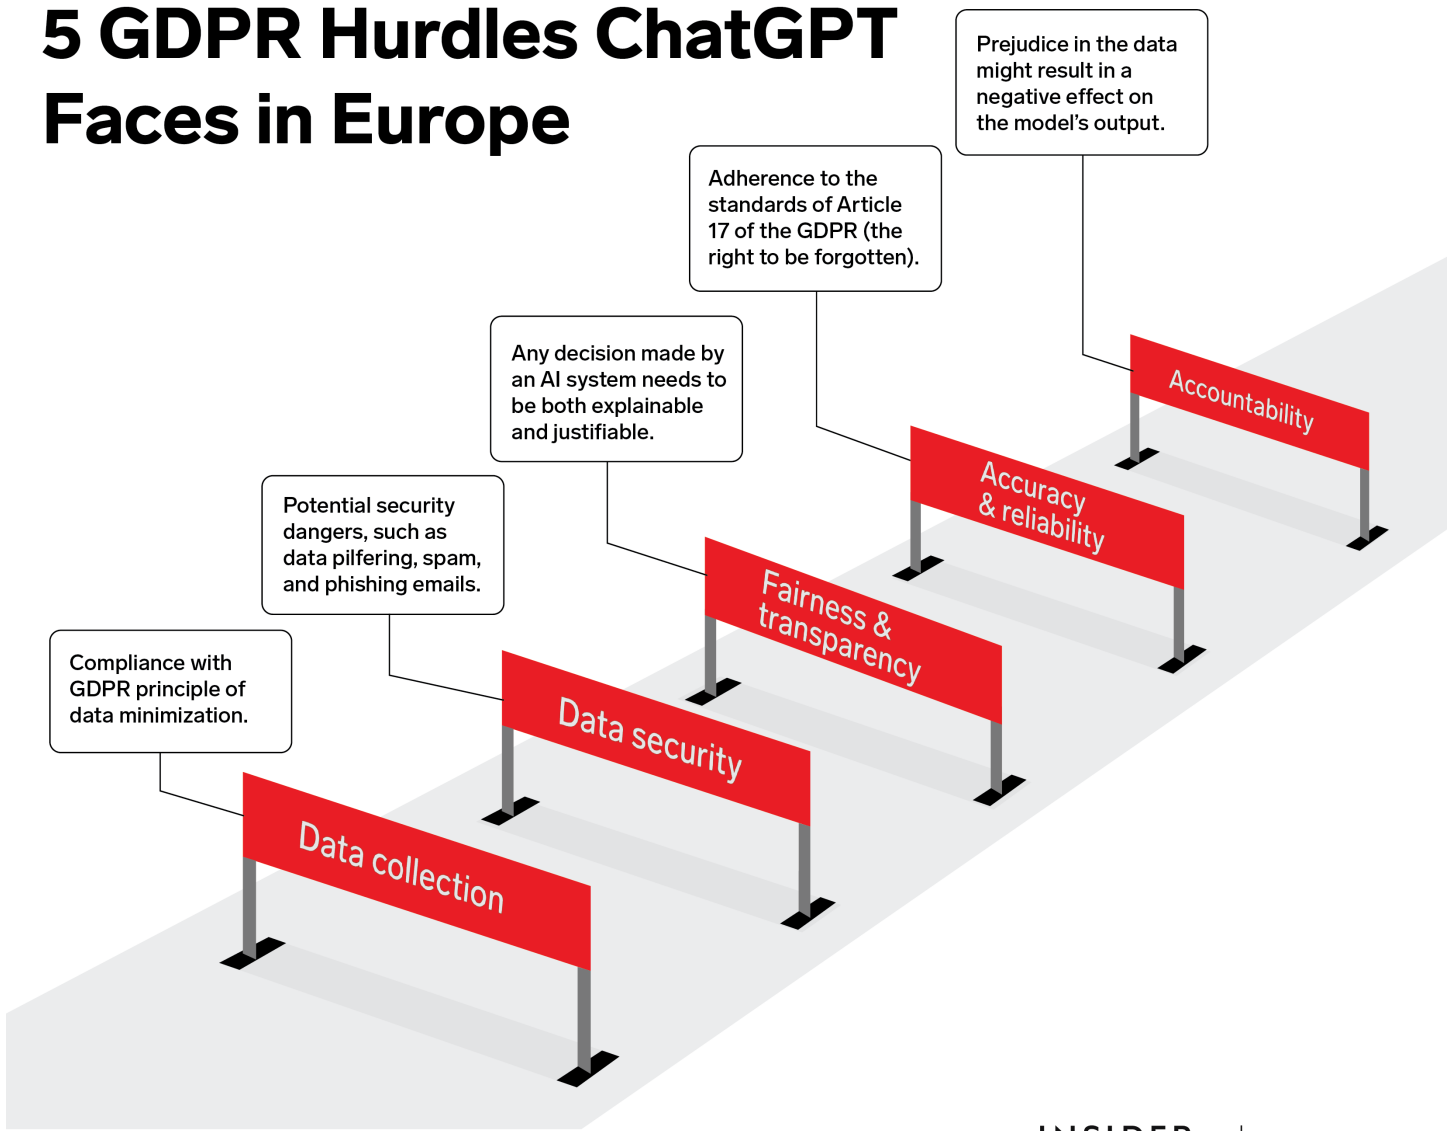 5 GDPR Hurdles ChatGPT
Faces in Europe
Prejudice in the data
might result in a
negative effect on
the model's output.
Adherence to the
standards of Article
17 of the GDPR (the
right to be forgotten).
Any decision made by
an AI system needs to
be both explainable
and justifiable.
Potential security
dangers, such as
data pilfering, spam,
and phishing emails.
Compliance with
GDPR principle of
data minimization.
Accountability
Accuracy
& reliability
Fairness &
transparency
Data security
Data collection
INSIDER